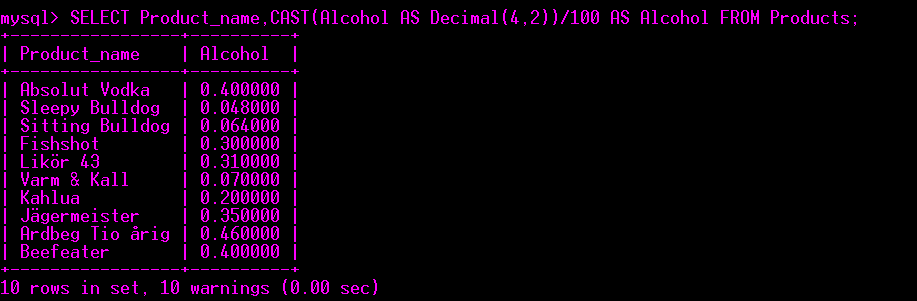 mysql> SELECT Product_name,CAST(Alcohol AS Decimal(4,2))/100 AS Alcohol FROM Products;
+-----------------+----------+
| Product_name    | Alcohol  |
+-----------------+----------+
| Absolut Vodka   | 0.400000 |
| Sleepy Bulldog  | 0.048000 |
| Sitting Bulldog | 0.064000 |
| Fishshot        | 0.300000 |
| Likör 43        | 0.310000 |
| Varm & Kall     | 0.070000 |
| Kahlua          | 0.200000 |
| Jägermeister    | 0.350000 |
| Ardbeg Tio årig | 0.460000 |
| Beefeater       | 0.400000 |
+-----------------+----------+
10 rows in set, 10 warnings (0.00 sec)